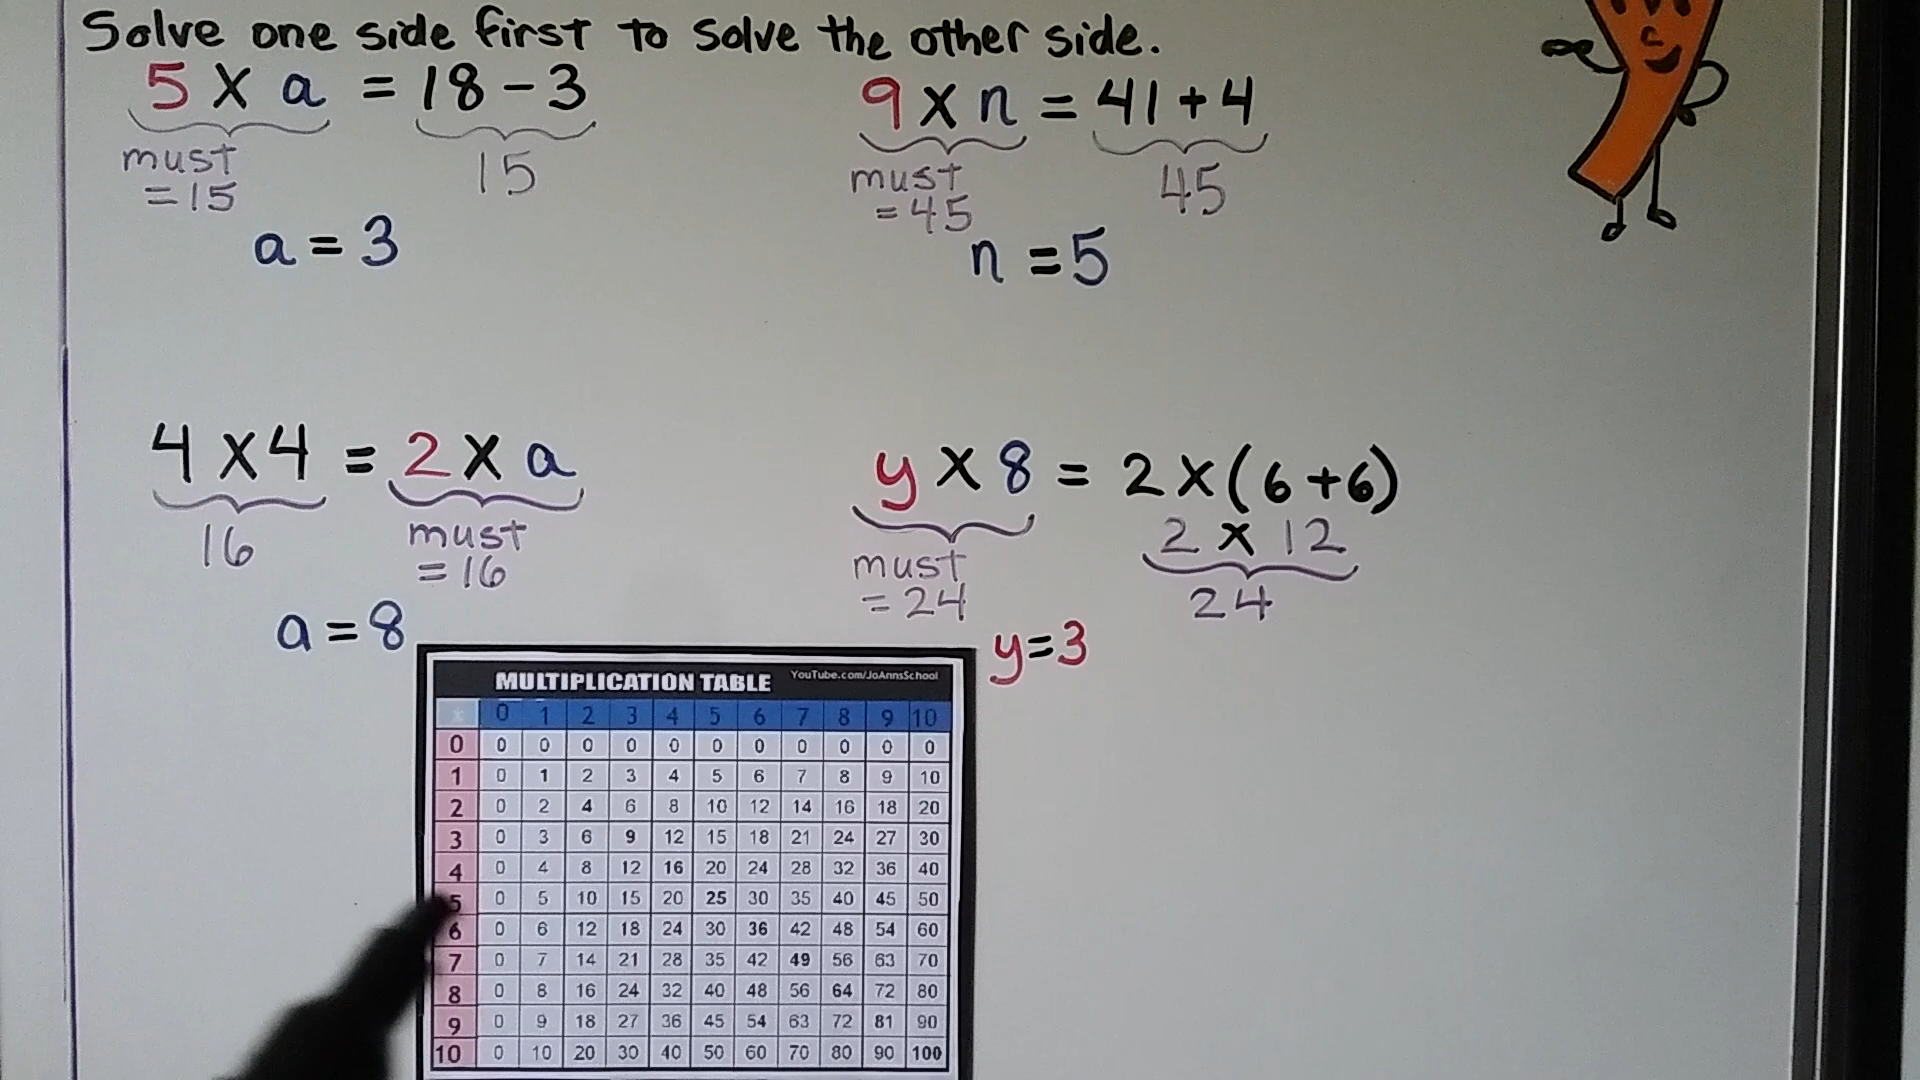 Solve one side first to solve the other side.
5 x a = 18 - 3
must
= 15
15
a = 3
9 x n = 41 + 4
must
= 45
45
n = 5
4 x 4 = 2 x a
16
must
= 16
a = 8
y x 8 = 2 x (6 + 6)
2 x 12
must
= 24
24
y = 3
MULTIPLICATION TABLE YouTube.com/JoAnnsSchool
x 0 1 2 3 4 5 6 7 8 9 10
0 0 0 0 0 0 0 0 0 0 0 0
1 0 1 2 3 4 5 6 7 8 9 10
2 0 2 4 6 8 10 12 14 16 18 20
3 0 3 6 9 12 15 18 21 24 27 30
4 0 4 8 12 16 20 24 28 32 36 40
5 0 5 10 15 20 25 30 35 40 45 50
6 0 6 12 18 24 30 36 42 48 54 60
7 0 7 14 21 28 35 42 49 56 63 70
8 0 8 16 24 32 40 48 56 64 72 80
9 0 9 18 27 36 45 54 63 72 81 90
10 0 10 20 30 40 50 60 70 80 90 100